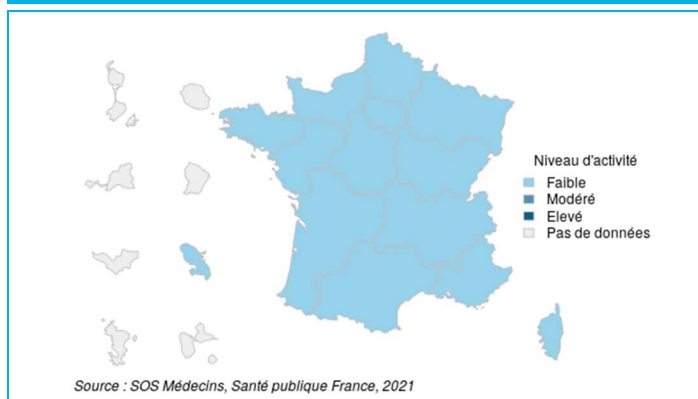 Niveau d'activité
Faible
Modéré
Elevé
Pas de données
Source : SOS Médecins, Santé publique France, 2021